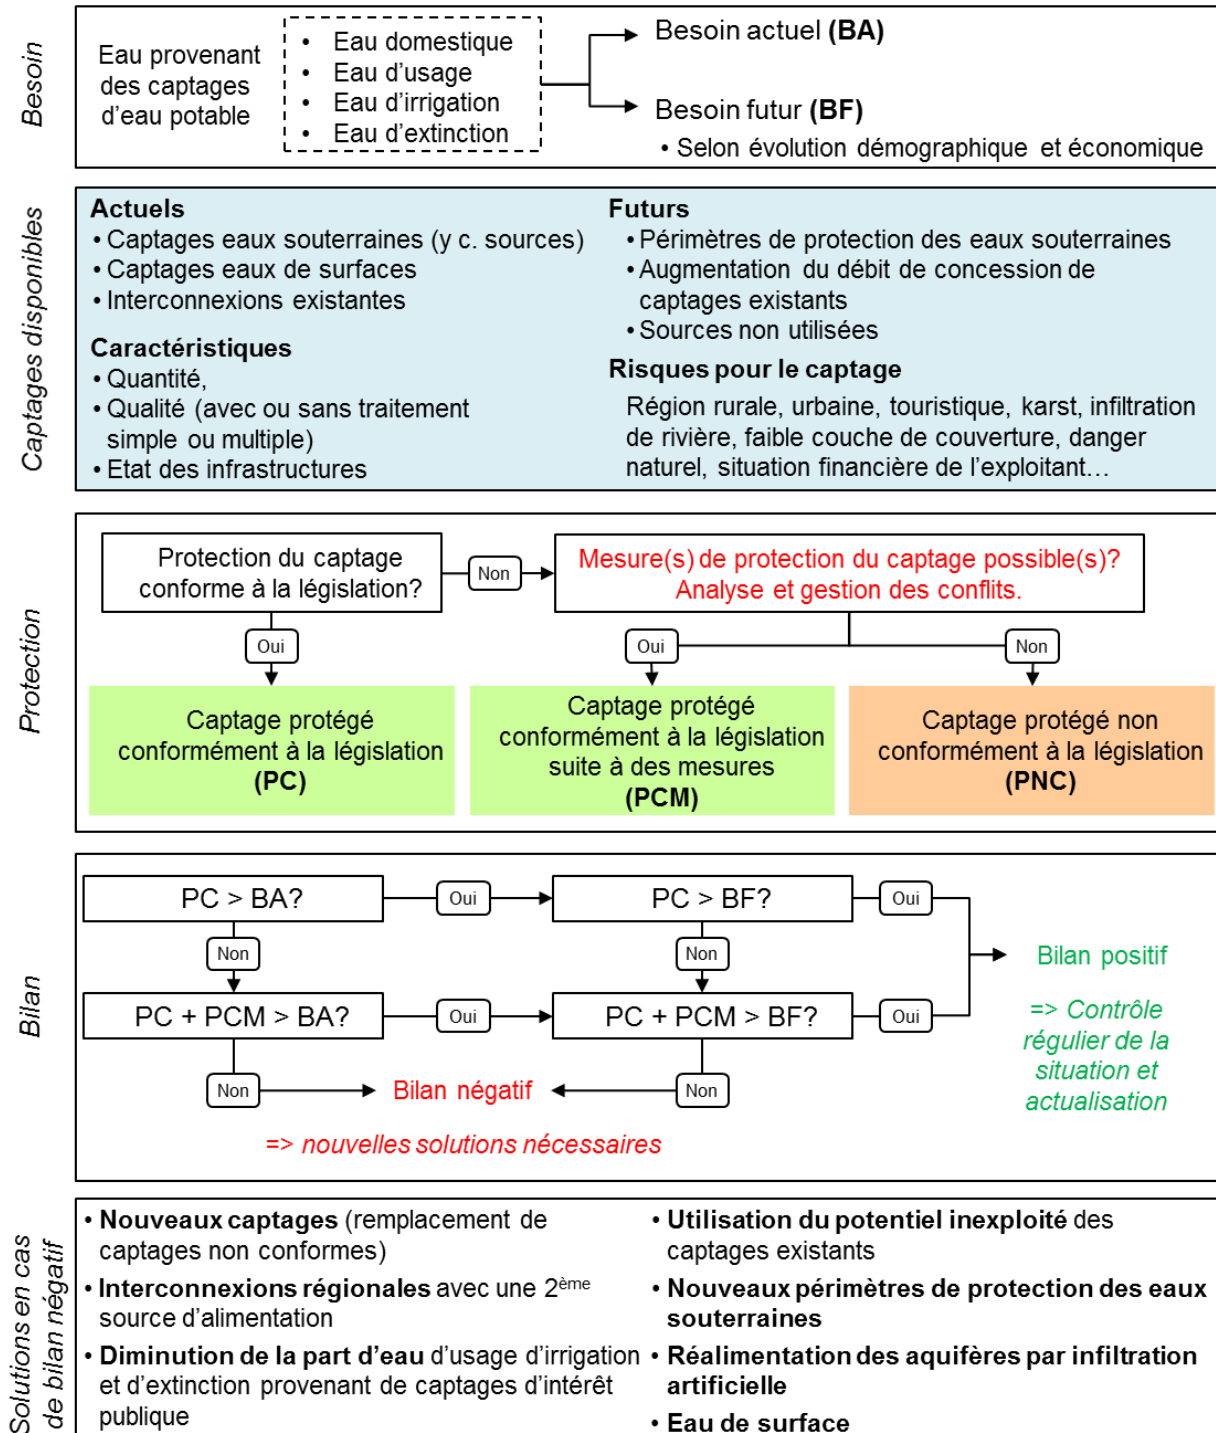 Besoin
Eau provenant
des captages
d'eau potable
• Eau domestique
• Eau d'usage
• Eau d'irrigation
• Eau d'extinction
Besoin actuel (BA)
Besoin futur (BF)
• Selon évolution démographique et économique
Captages disponibles
Actuels
• Captages eaux souterraines (y c. sources)
• Captages eaux de surfaces
• Interconnexions existantes
Caractéristiques
• Quantité,
• Qualité (avec ou sans traitement
simple ou multiple)
• Etat des infrastructures
Futurs
• Périmètres de protection des eaux souterraines
• Augmentation du débit de concession de
captages existants
• Sources non utilisées
Risques pour le captage
Région rurale, urbaine, touristique, karst, infiltration
de rivière, faible couche de couverture, danger
naturel, situation financière de l'exploitant…
Protection
Protection du captage
conforme à la législation?
Non
Mesure(s) de protection du captage possible(s)?
Analyse et gestion des conflits.
Oui
Oui
Non
Captage protégé
conformément à la législation
(PC)
Captage protégé
conformément à la législation
suite à des mesures
(PCM)
Captage protégé non
conformément à la législation
(PNC)
Bilan
PC > BA?
Oui
PC > BF?
Oui
Non
Non
Bilan positif
PC + PCM > BA?
Oui
PC + PCM > BF?
Oui
=> Contrôle
régulier de la
situation et
actualisation
Non
Bilan négatif
Non
=> nouvelles solutions nécessaires
Solutions en cas
de bilan négatif
• Nouveaux captages (remplacement de
captages non conformes)
• Interconnexions régionales avec une 2ème
source d'alimentation
• Diminution de la part d'eau d'usage d'irrigation
et d'extinction provenant de captages d'intérêt
publique
• Utilisation du potentiel inexploité des
captages existants
• Nouveaux périmètres de protection des eaux
souterraines
• Réalimentation des aquifères par infiltration
artificielle
• Eau de surface